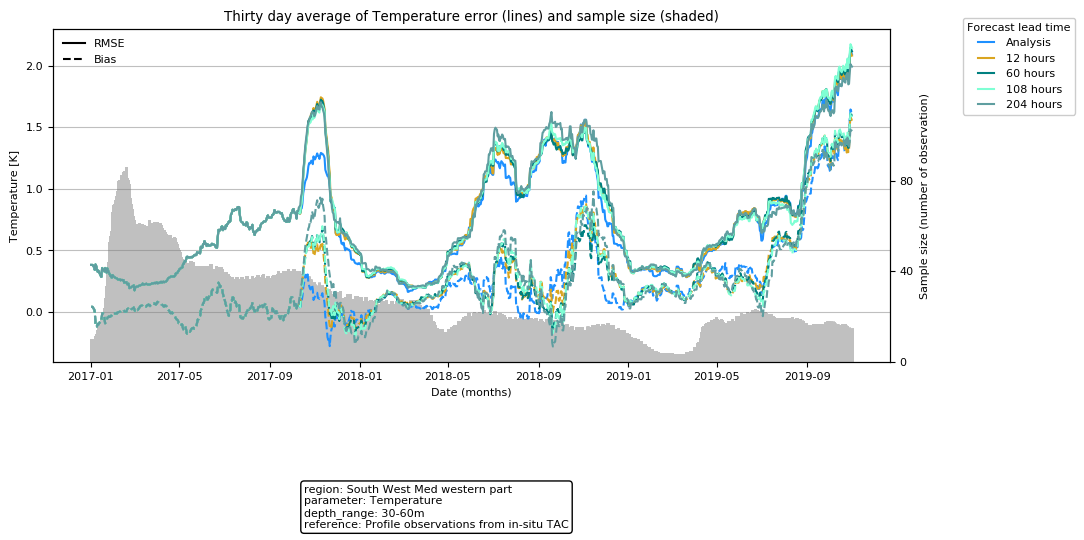 Thirty day average of Temperature error (lines) and sample size (shaded)
RMSE
Bias
Forecast lead time
Analysis
12 hours
60 hours
108 hours
204 hours
2.0
1.5
1.0
0.5
0.0
Temperature [K]
80
40
0
Sample size (number of observation)
2017-01 2017-05 2017-09 2018-01 2018-05 2018-09 2019-01 2019-05 2019-09
Date (months)
region: South West Med western part
parameter: Temperature
depth_range: 30-60m
reference: Profile observations from in-situ TAC